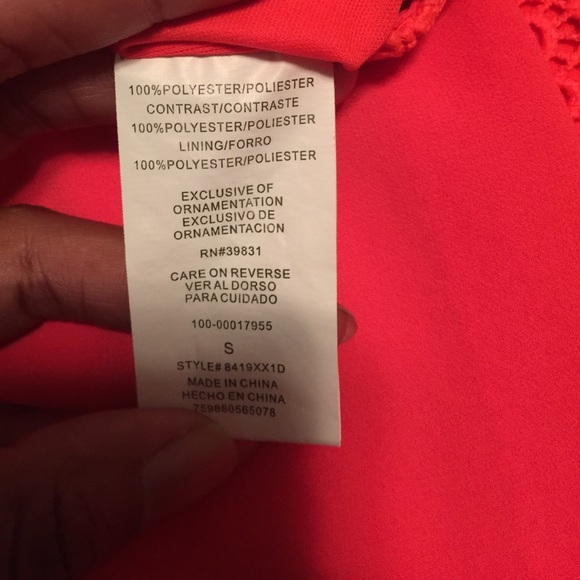 100%POLYESTER/POLIESTER
CONTRAST/CONTRASTE
100%POLYESTER/POLIESTER
LINING/FORRO
100%POLYESTER/POLIESTER
EXCLUSIVE OF
ORNAMENTATION
EXCLUSIVO DE
ORNAMENTACION
RN#39831
CARE ON REVERSE
VER AL DORSO
PARA CUIDADO
100-00017955
S
STYLE# 8419XX1D
MADE IN CHINA
HECHO EN CHINA
759880565078